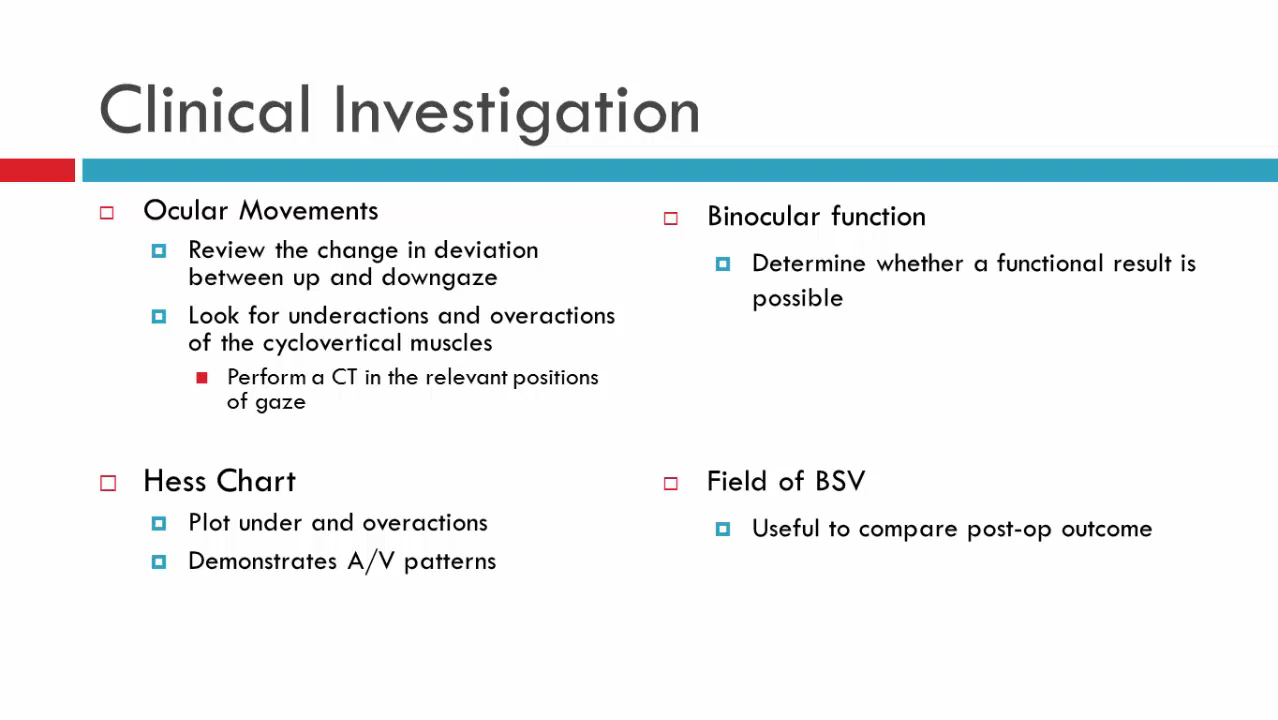 Clinical Investigation
Ocular Movements
Review the change in deviation
between up and downgaze
Look for underactions and overactions
of the cyclovertical muscles
Perform a CT in the relevant positions
of gaze
Hess Chart
Plot under and overactions
Demonstrates A/V patterns
Binocular function
Determine whether a functional result is
possible
Field of BSV
Useful to compare post-op outcome